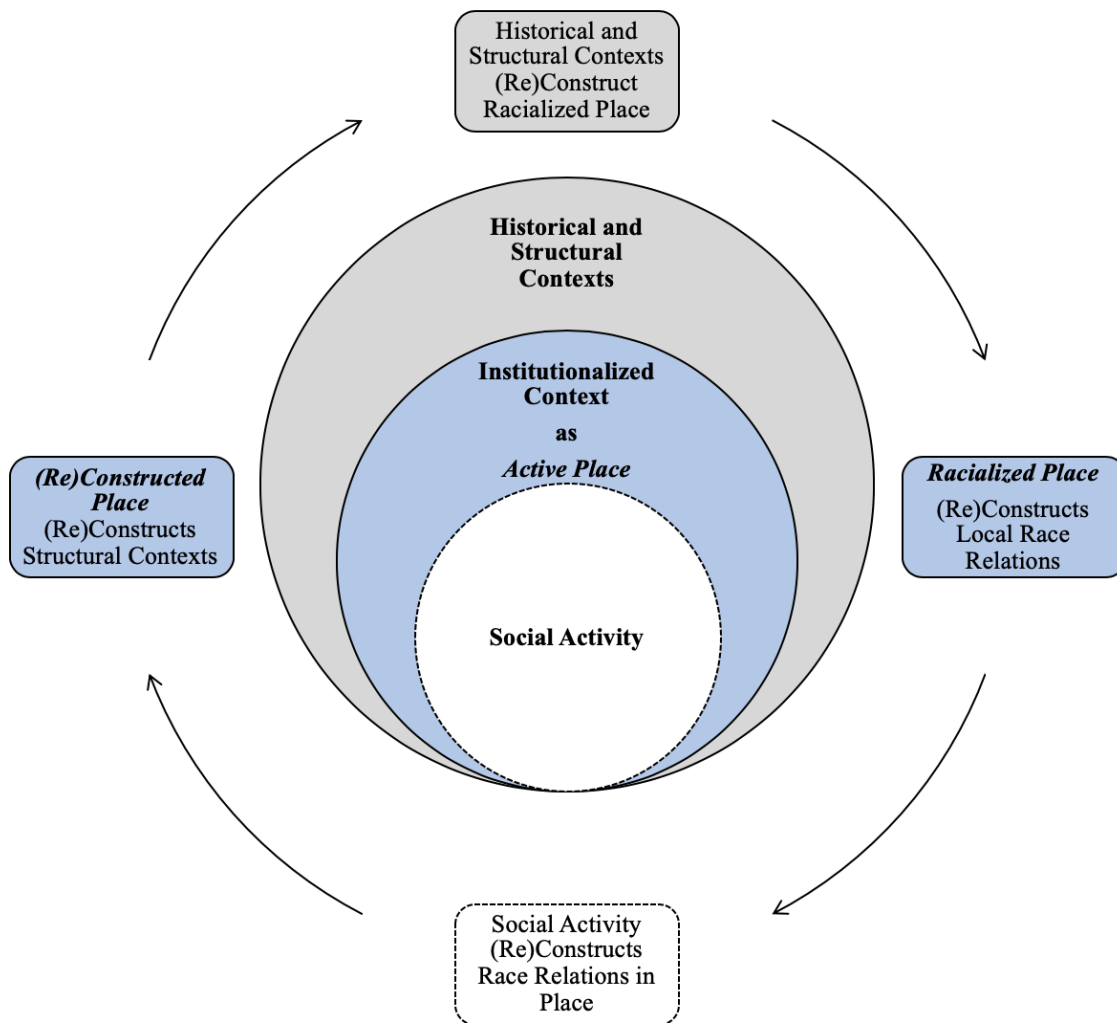 Historical and
Structural Contexts
(Re)Construct
Racialized Place
Historical and
Structural
Contexts
Institutionalized
Context
as
Active Place
(Re)Constructed
Place
(Re)Constructs
Structural Contexts
Racialized Place
(Re)Constructs
Local Race
Relations
Social Activity
Social Activity
(Re)Constructs
Race Relations in
Place